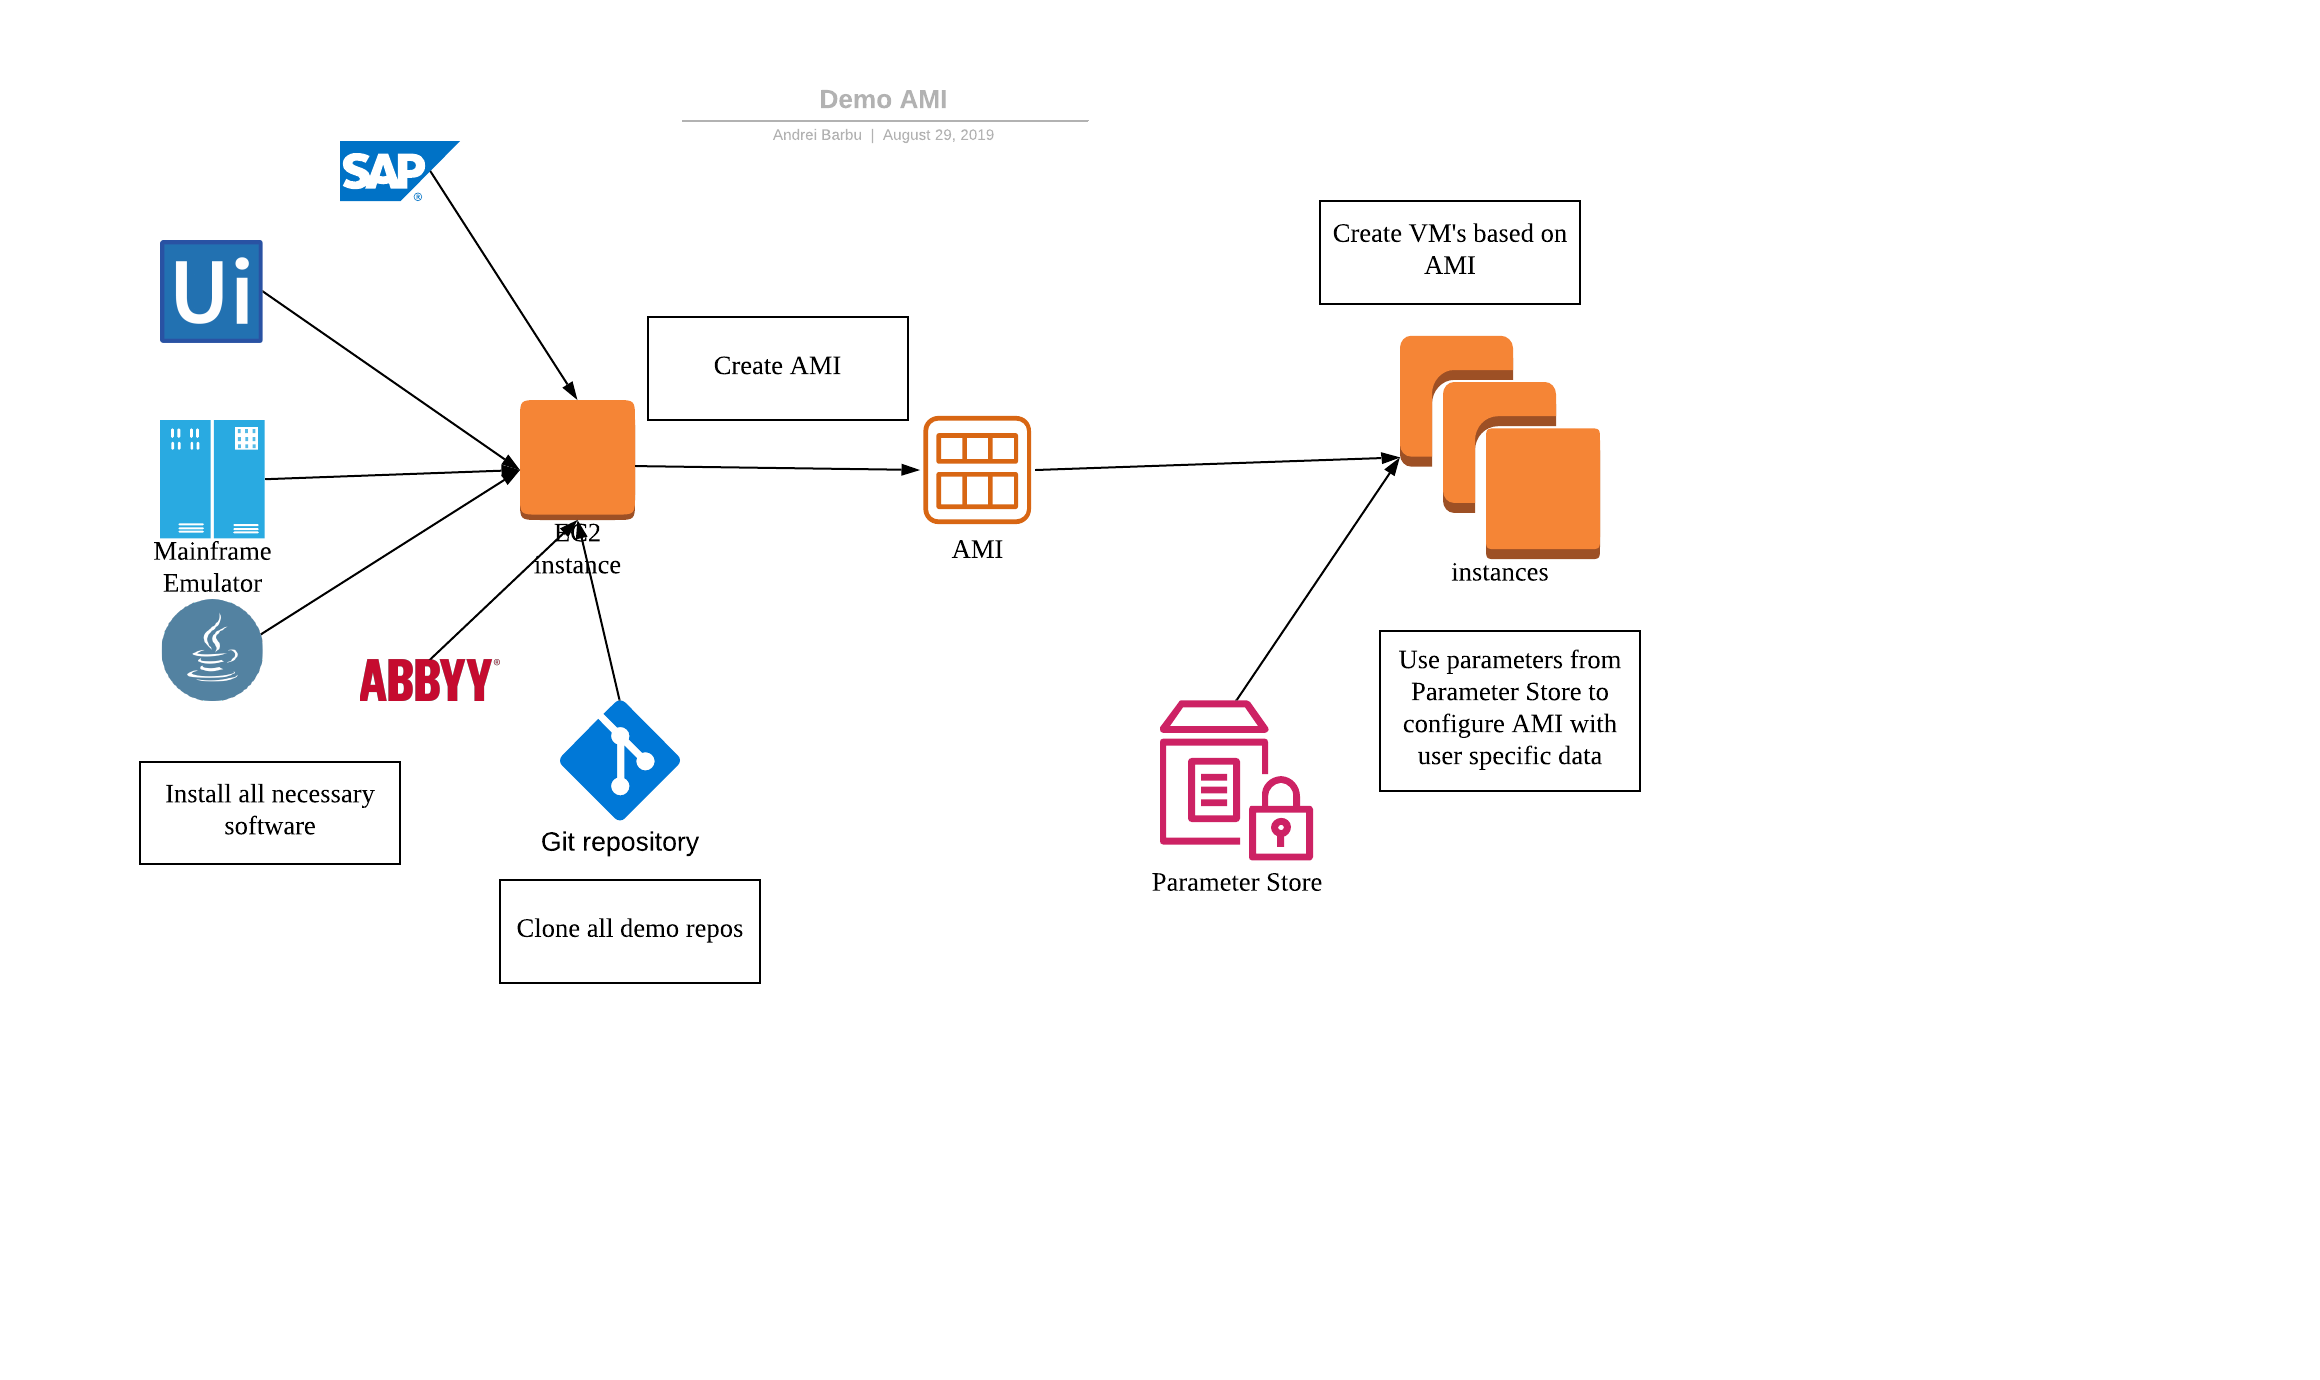 Demo AMI
Andrei Barbu | August 29, 2019
SAP
®
Ui
Create VM's based on
AMI
Create AMI
Mainframe
Emulator
EC2
instance
AMI
instances
ABBYY®
Use parameters from
Parameter Store to
configure AMI with
user specific data
Install all necessary
software
Git repository
Parameter Store
Clone all demo repos